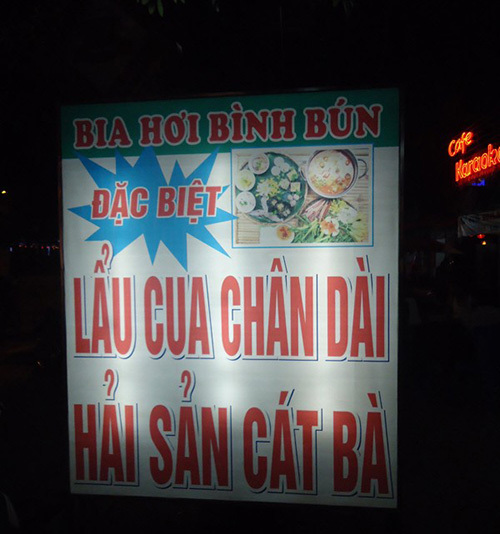 BIA HƠI BÌNH BÚN
ĐẶC BIỆT
LẨU CUA CHÂN DÀI
HẢI SẢN CÁT BÀ
Cafe
Karaoke